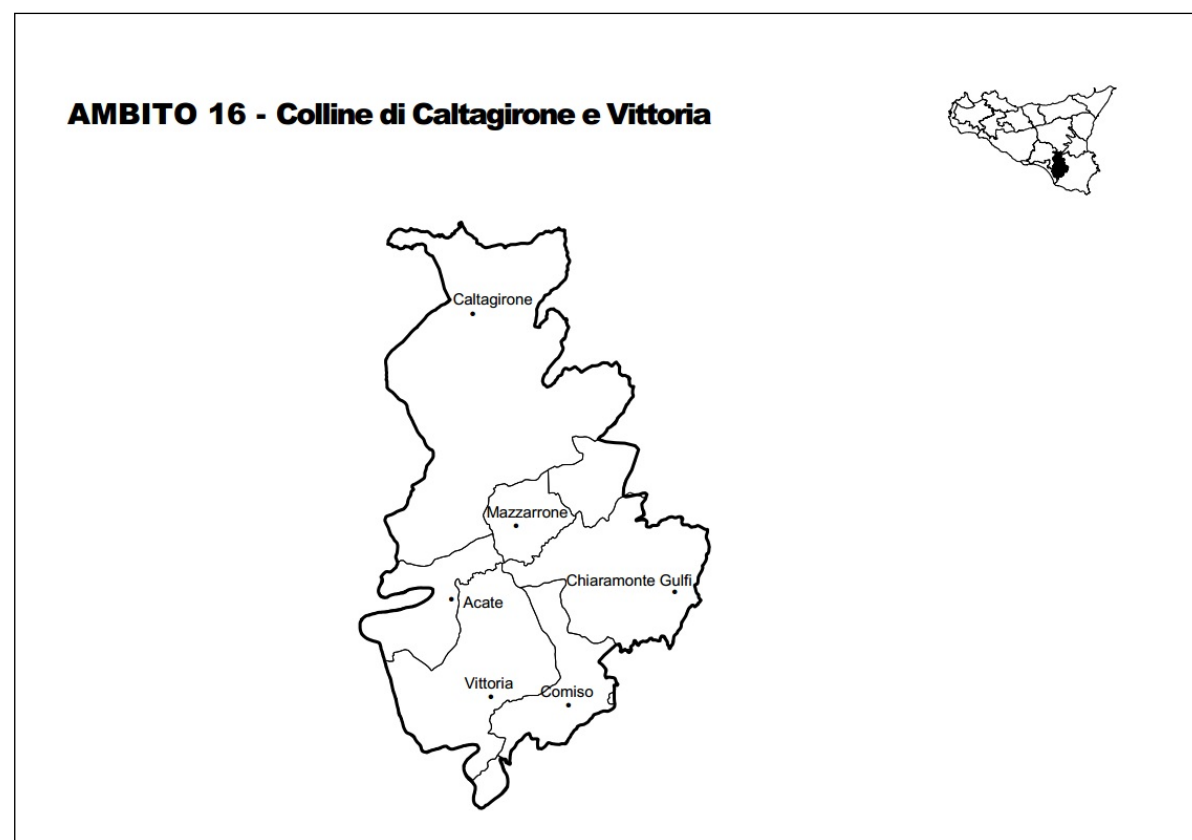 AMBITO 16 - Colline di Caltagirone e Vittoria
Caltagirone
Mazzarrone
Chiaramonte Gulfi
Acate
Vittoria
Comiso